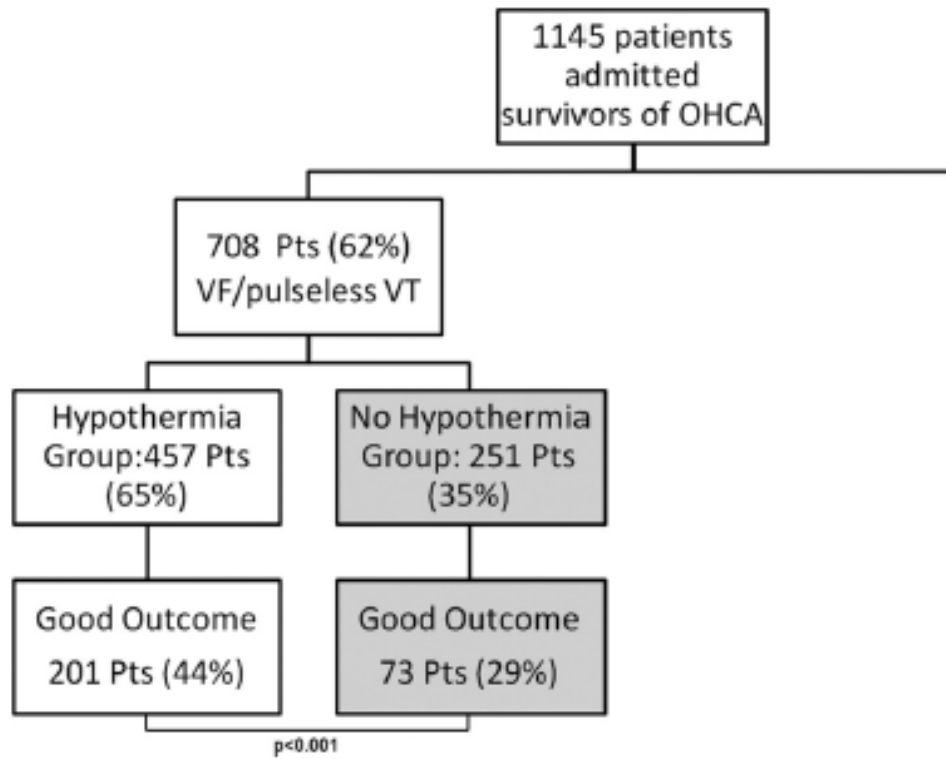 1145 patients
admitted
survivors of OHCA
708 Pts (62%)
VF/pulseless VT
Hypothermia
Group:457 Pts
(65%)
No Hypothermia
Group: 251 Pts
(35%)
Good Outcome
201 Pts (44%)
Good Outcome
73 Pts (29%)
p<0.001